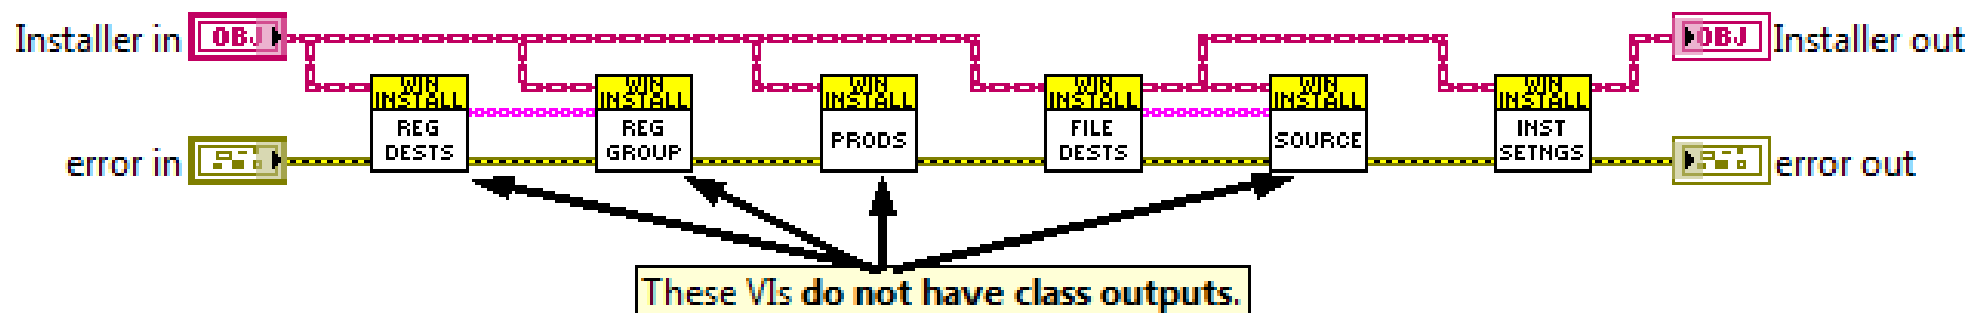 Installer in
OBJ
OBJ
Installer out
WIN
INSTALL
REG
DESTS
WIN
INSTALL
REG
GROUP
WIN
INSTALL
PRODS
WIN
INSTALL
FILE
DESTS
WIN
INSTALL
SOURCE
WIN
INSTALL
INST
SETNGS
error in
error out
These VIs do not have class outputs.